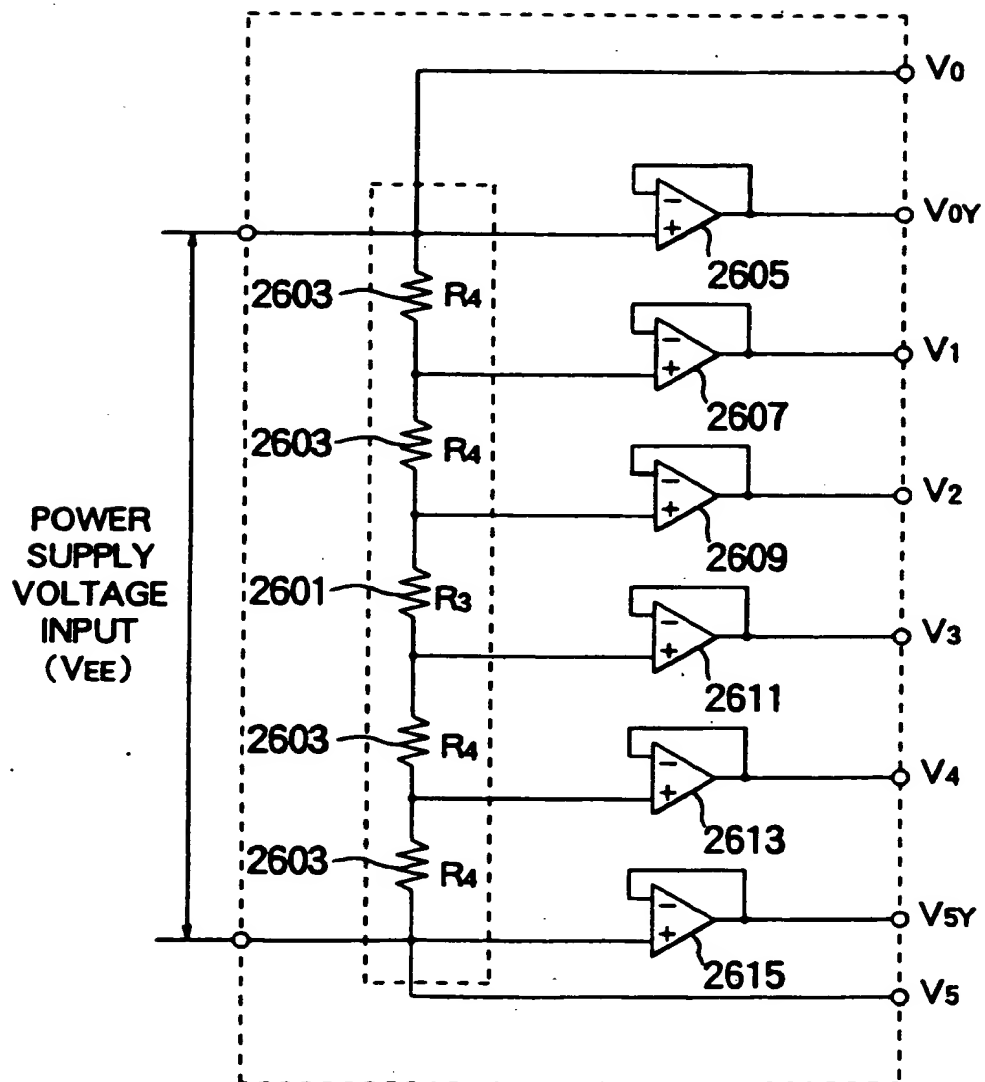 V0
V0Y
2605
2603 R4
V1
2607
2603 R4
V2
2609
POWER
SUPPLY
VOLTAGE
INPUT
(VEE)
2601 R3
V3
2611
2603 R4
V4
2613
2603 R4
V5Y
2615
V5
- +
- +
- +
- +
- +
- +